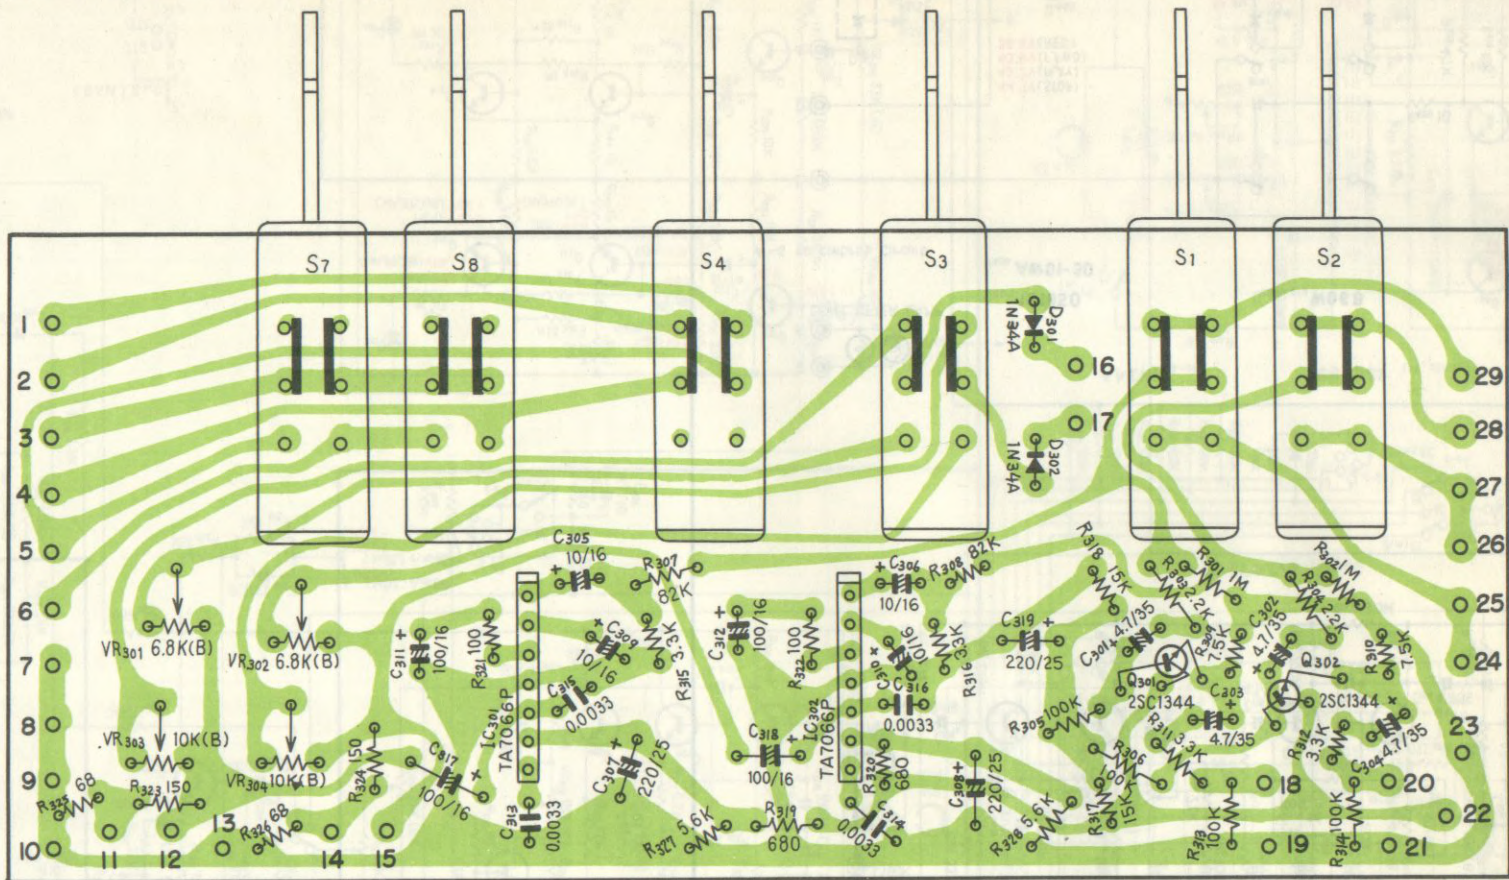 S7
S8
S4
S3
S1
S2
1
2
3
4
5
6
7
8
9
10
11
12
13
14
15
16
17
18
19
20
21
22
23
24
25
26
27
28
29
D301
1N34A
D302
1N34A
VR301 6.8K(B)
VR302 6.8K(B)
VR303 10K(B)
VR304 10K(B)
R325 68
R323 150
R326 68
R324 150
C311
100/16
R321 100
C317
100/16
IC301
TA7066P
C313
0.0033
C305
10/16
R307
82K
C309
10/16
R315 3.3K
C315
0.0033
C307
220/25
R327 5.6K
R319
680
C312
100/16
R322 100
C318
100/16
IC302
TA7066P
R320
680
C314
0.0033
C306
10/16
R308 82K
10/16
R316 3.3K
C316
0.0033
C308
220/25
R328 5.6K
C319
220/25
R318 15K
R317
15K
R305 100K
R306
C301 4.7/35
R303 2.2K
R301 1M
Q301
2SC1344
R309
7.5K
C303
4.7/35
R311 3.3K
R313
100K
C302
4.7/35
R304 2.2K
R302 1M
Q302
2SC1344
R310
7.5K
R312
3.3K
C304 4.7/35
R314 100K